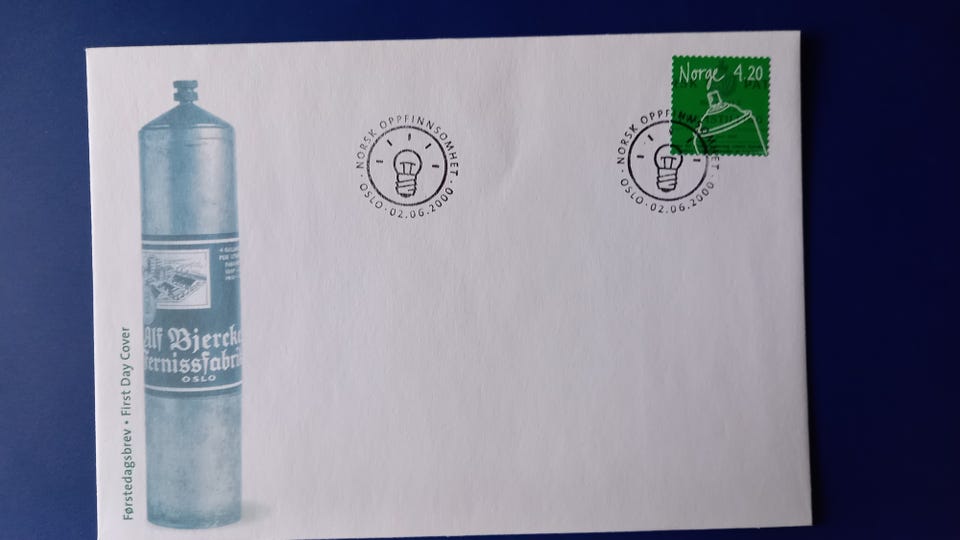 Norge 4.20
NORSK OPPFINNSOMHET
OSLO · 02.06.2000
NORSK OPPFINNSOMHET
OSLO · 02.06.2000
Alf Bjercke
Fernissfabri
OSLO
Førstedagsbrev • First Day Cover